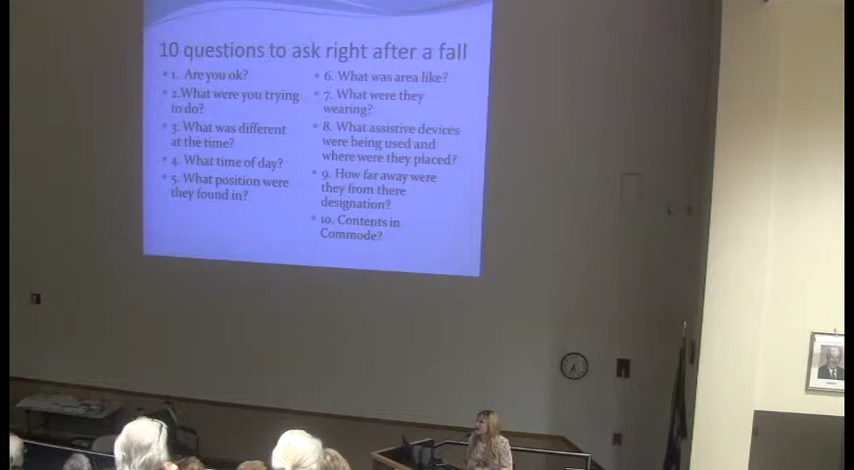 10 questions to ask right after a fall
1. Are you ok?
2.What were you trying
to do?
3. What was different
at the time?
4. What time of day?
5. What position were
they found in?
6. What was area like?
7. What were they
wearing?
8. What assistive devices
were being used and
where were they placed?
9. How far away were
they from there
designation?
10. Contents in
Commode?